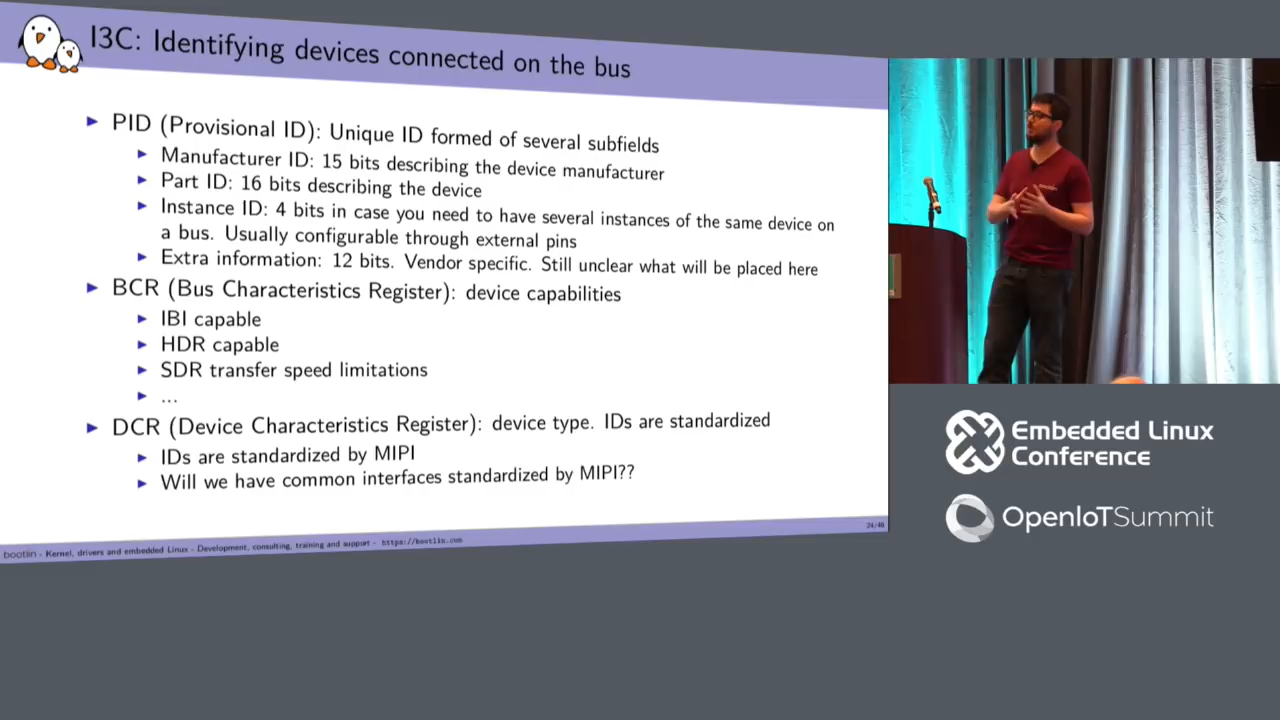 I3C: Identifying devices connected on the bus
PID (Provisional ID): Unique ID formed of several subfields
Manufacturer ID: 15 bits describing the device manufacturer
Part ID: 16 bits describing the device
Instance ID: 4 bits in case you need to have several instances of the same device on
a bus. Usually configurable through external pins
Extra information: 12 bits. Vendor specific. Still unclear what will be placed here
BCR (Bus Characteristics Register): device capabilities
IBI capable
HDR capable
SDR transfer speed limitations
...
DCR (Device Characteristics Register): device type. IDs are standardized
IDs are standardized by MIPI
Will we have common interfaces standardized by MIPI??
24/48
bootlin - Kernel, drivers and embedded Linux - Development, consulting, training and support - https://bootlin.com
Embedded Linux
Conference
OpenIoTSummit